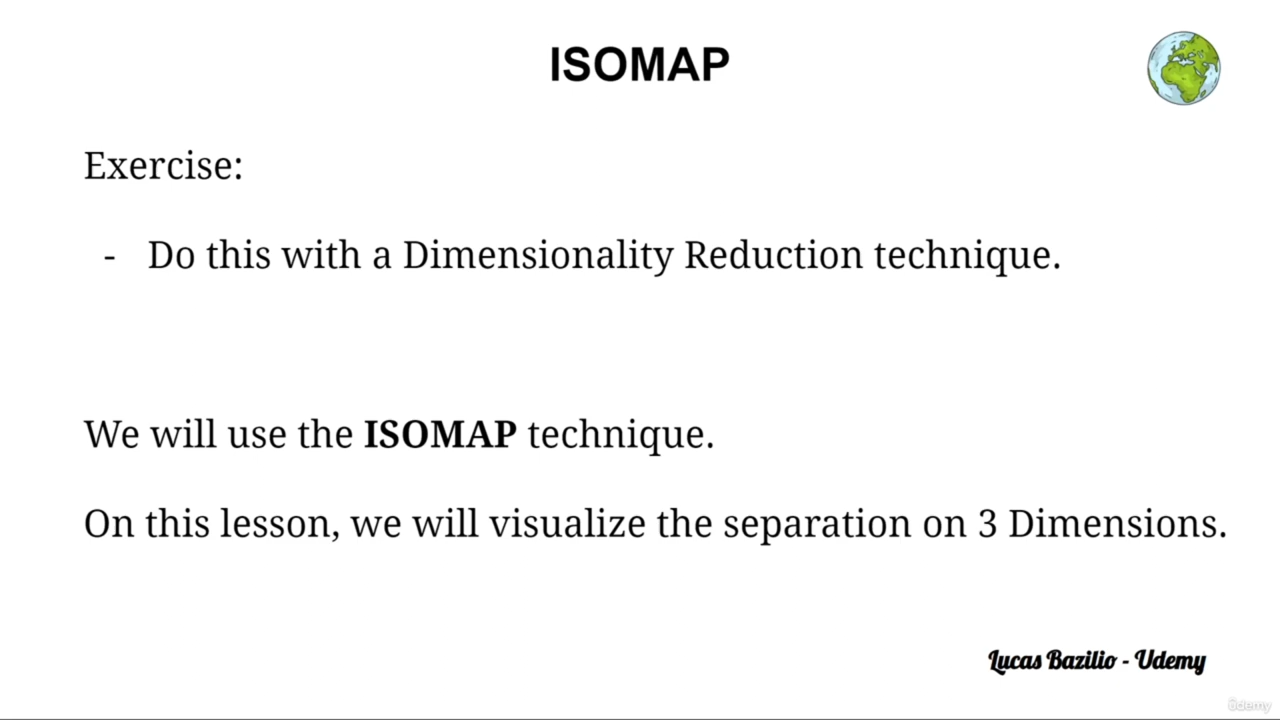 ISOMAP
Exercise:
- Do this with a Dimensionality Reduction technique.
We will use the ISOMAP technique.
On this lesson, we will visualize the separation on 3 Dimensions.
Lucas Bazilio - Udemy
ûdemy